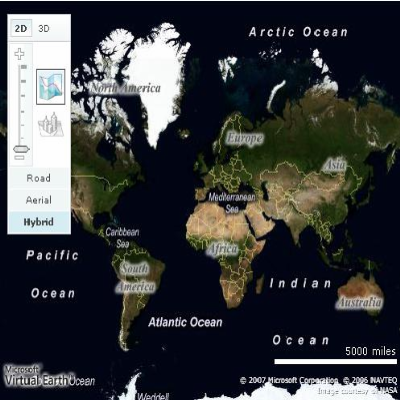 2D 3D
Arctic Ocean
North America
Europe
Asia
Road
Aerial
Hybrid
Mediterranean
Sea
Caribbean
Sea
Africa
Pacific
Ocean
South
America
Indian
Ocean
Australia
Atlantic Ocean
5000 miles
Microsoft
Virtual Earth
Ocean
Weddell
© 2007 Microsoft Corporation © 2006 NAVTEQ
Image courtesy of NASA